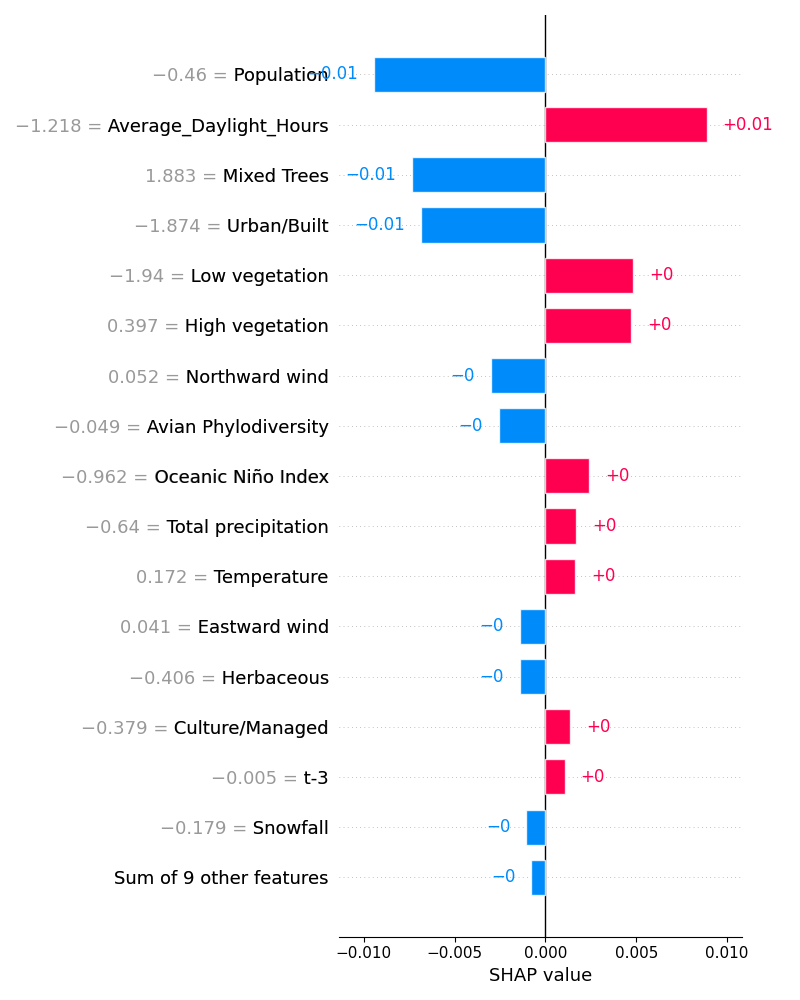 −0.46 = Population −0.01
−1.218 = Average_Daylight_Hours +0.01
1.883 = Mixed Trees −0.01
−1.874 = Urban/Built −0.01
−1.94 = Low vegetation +0
0.397 = High vegetation +0
0.052 = Northward wind −0
−0.049 = Avian Phylodiversity −0
−0.962 = Oceanic Niño Index +0
−0.64 = Total precipitation +0
0.172 = Temperature +0
0.041 = Eastward wind −0
−0.406 = Herbaceous −0
−0.379 = Culture/Managed +0
−0.005 = t-3 +0
−0.179 = Snowfall −0
Sum of 9 other features −0
−0.010 −0.005 0.000 0.005 0.010
SHAP value